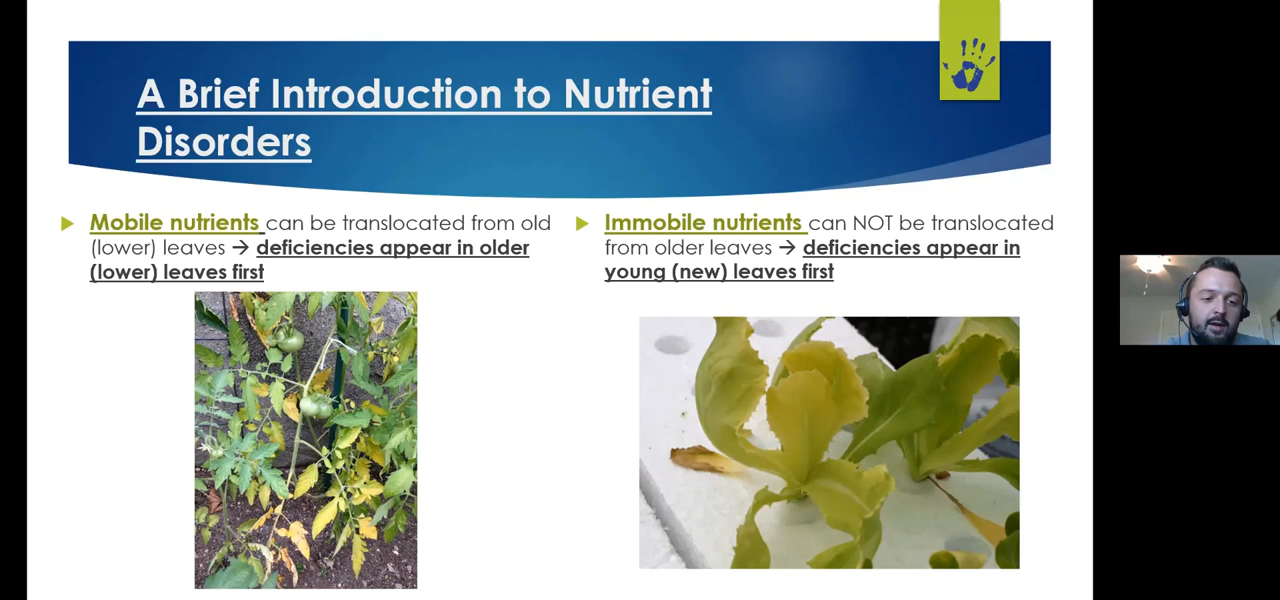 A Brief Introduction to Nutrient
Disorders
Mobile nutrients can be translocated from old
(lower) leaves → deficiencies appear in older
(lower) leaves first
Immobile nutrients can NOT be translocated
from older leaves → deficiencies appear in
young (new) leaves first